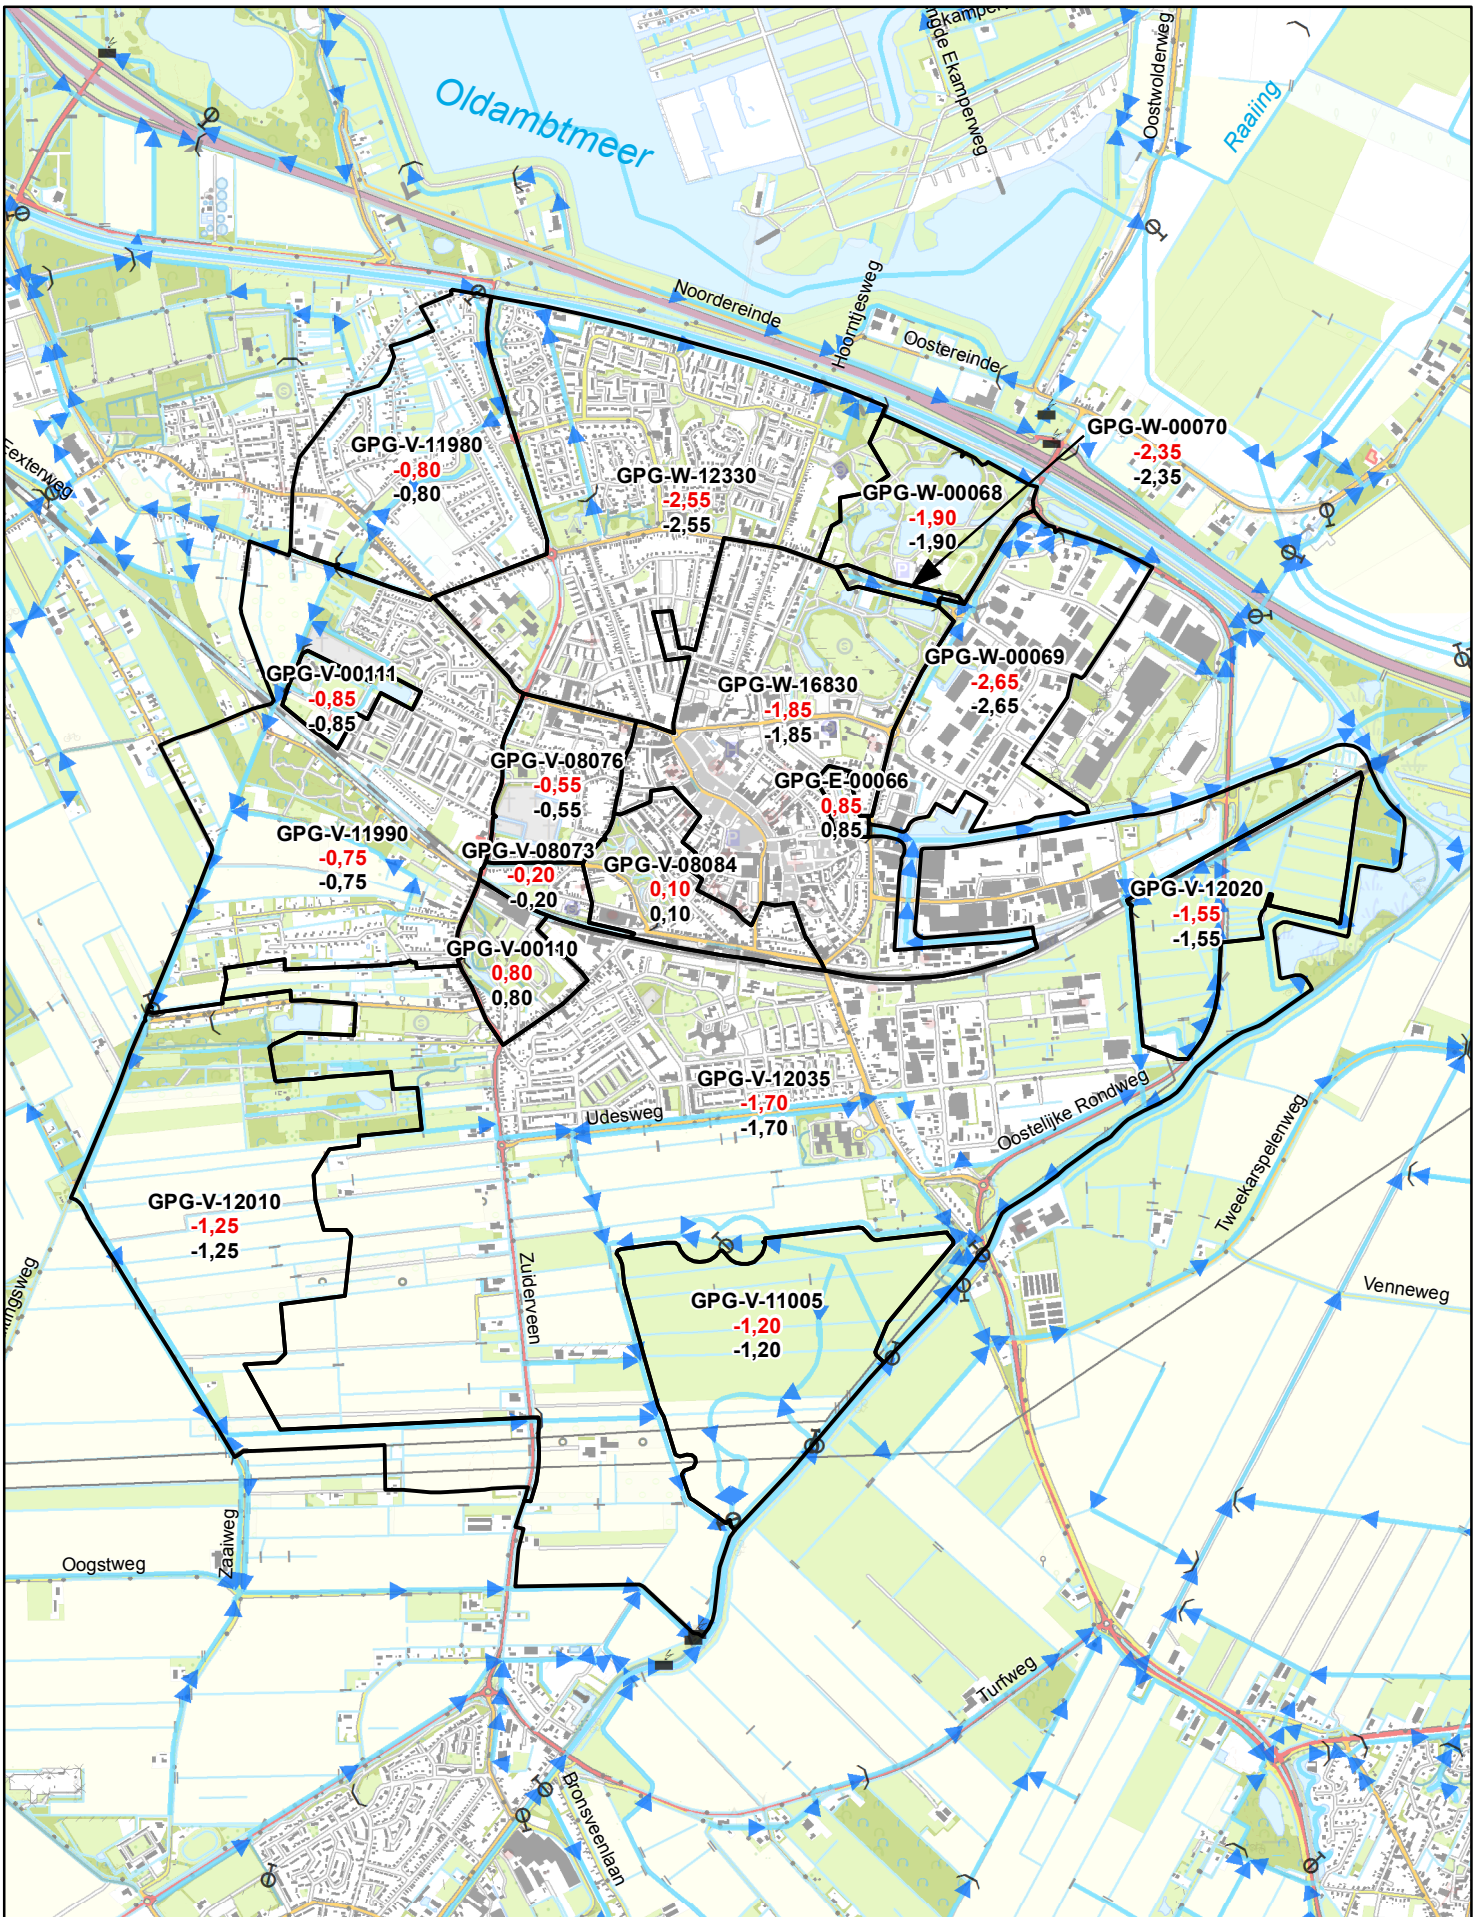 Oldambtmeer
Oostwolderweg
Raaiing
Noordereinde
Hoorntjesweg
Oostereinde
GPG-W-00070
-2,35
-2,35
GPG-V-11980
-0,80
-0,80
Eexterweg
GPG-W-12330
-2,55
-2,55
GPG-W-00068
-1,90
-1,90
GPG-V-00111
-0,85
-0,85
GPG-W-16830
-1,85
-1,85
GPG-W-00069
-2,65
-2,65
GPG-V-08076
-0,55
-0,55
GPG-E-00066
0,85
0,85
GPG-V-11990
-0,75
-0,75
GPG-V-08073
-0,20
-0,20
GPG-V-08084
0,10
0,10
GPG-V-12020
-1,55
-1,55
GPG-V-00110
0,80
0,80
GPG-V-12035
-1,70
-1,70
Udesweg
Oostelijke Rondweg
Tweekarspelenweg
GPG-V-12010
-1,25
-1,25
Zuiderveen
Venneweg
GPG-V-11005
-1,20
-1,20
Zaaiweg
Oogstweg
Turfweg
Bronsveenlaan